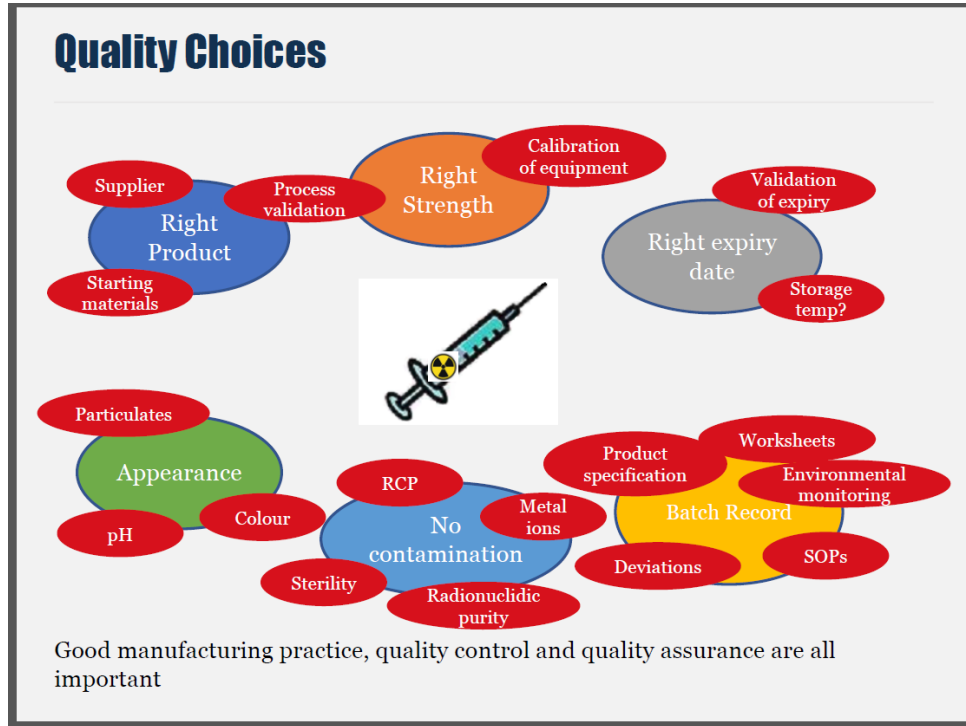 Quality Choices
Supplier
Right
Product
Starting
materials
Process
validation
Right
Strength
Calibration
of equipment
Validation
of expiry
Right expiry
date
Storage
temp?
Particulates
Appearance
pH
Colour
RCP
No
contamination
Metal
ions
Sterility
Radionuclidic
purity
Product
specification
Worksheets
Environmental
monitoring
Batch Record
Deviations
SOPs
Good manufacturing practice, quality control and quality assurance are all
important